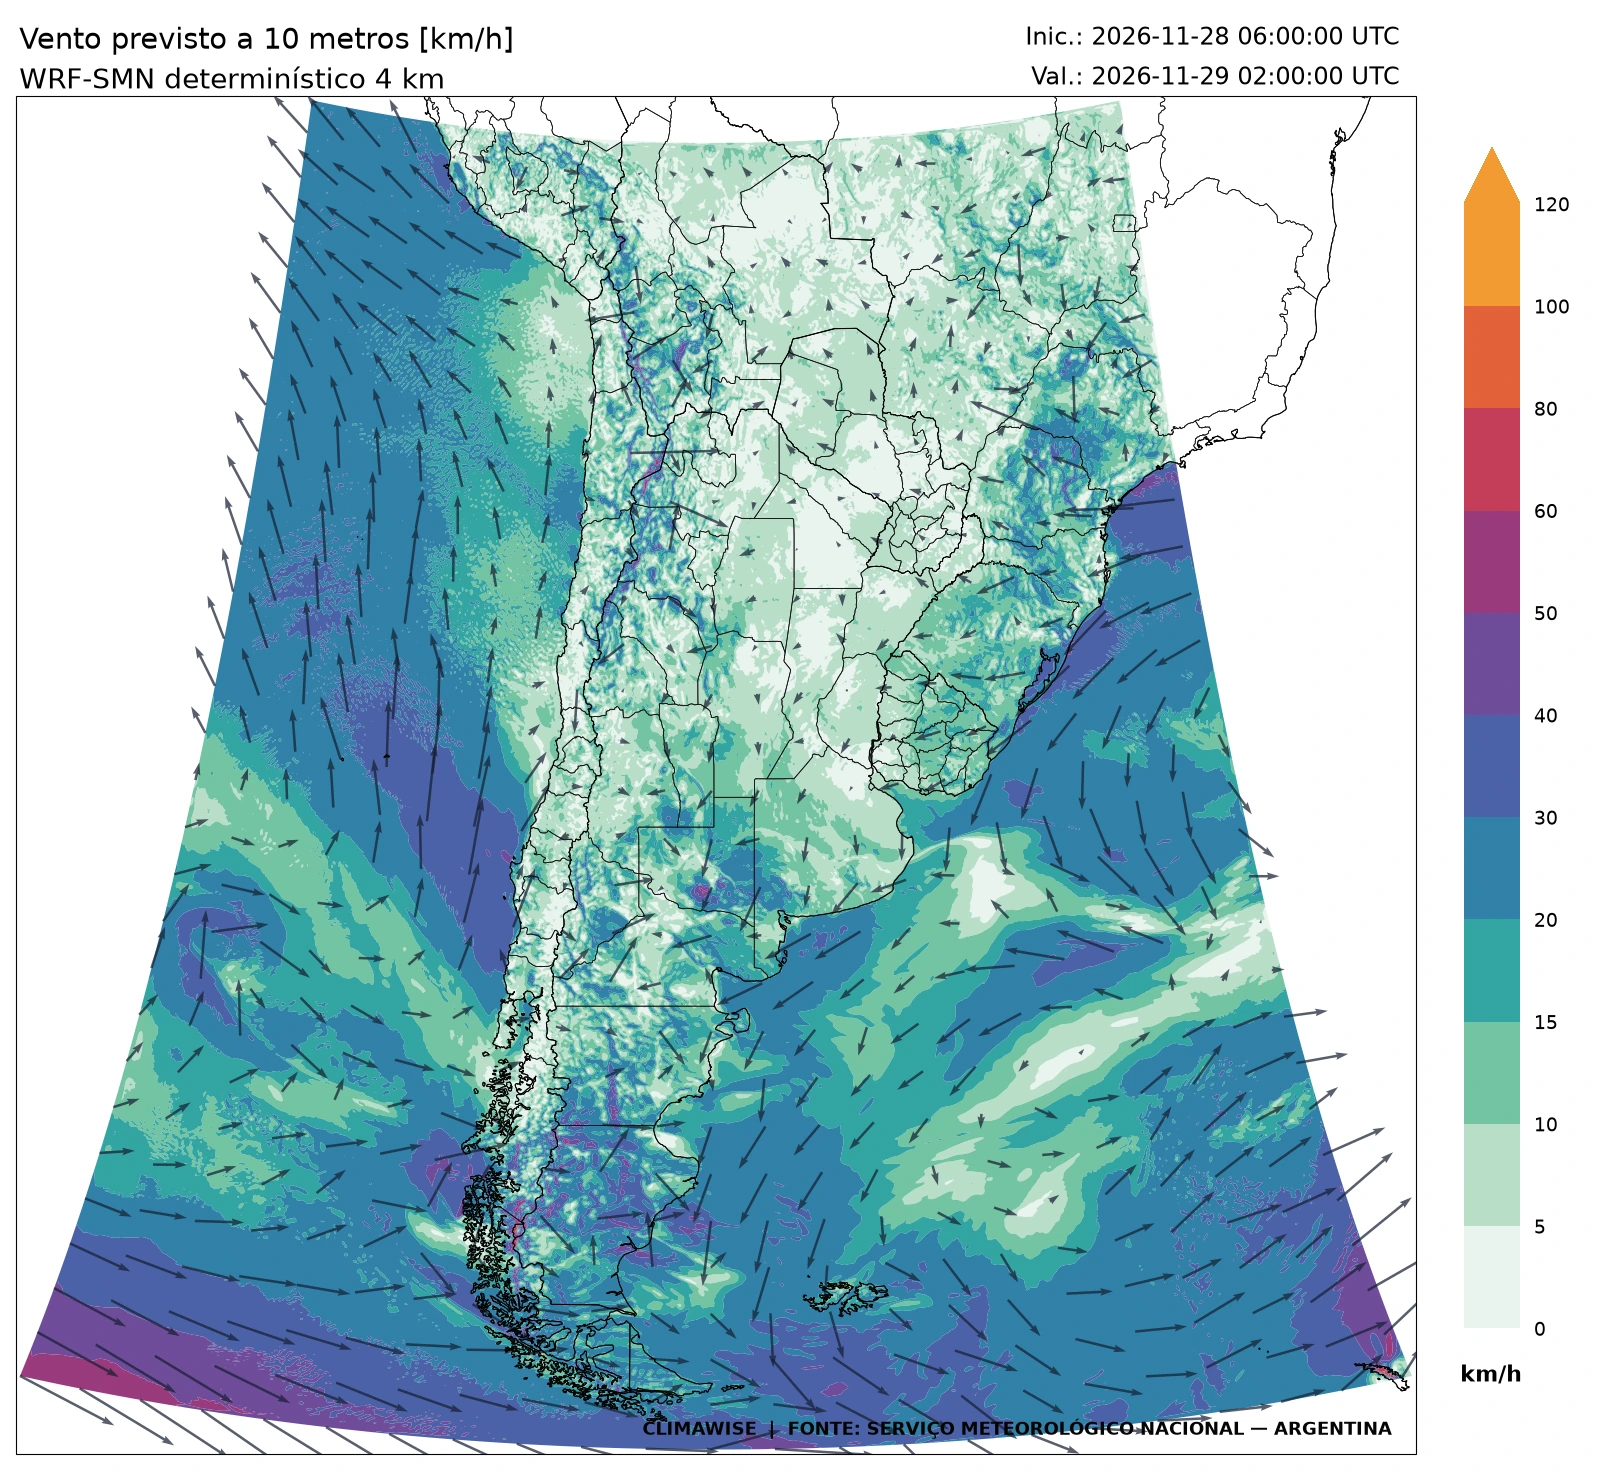 Vento previsto a 10 metros [km/h]
WRF-SMN determinístico 4 km
Inic.: 2026-11-28 06:00:00 UTC
Val.: 2026-11-29 02:00:00 UTC
120
100
80
60
50
40
30
20
15
10
5
0
km/h
CLIMAWISE | FONTE: SERVIÇO METEOROLÓGICO NACIONAL — ARGENTINA